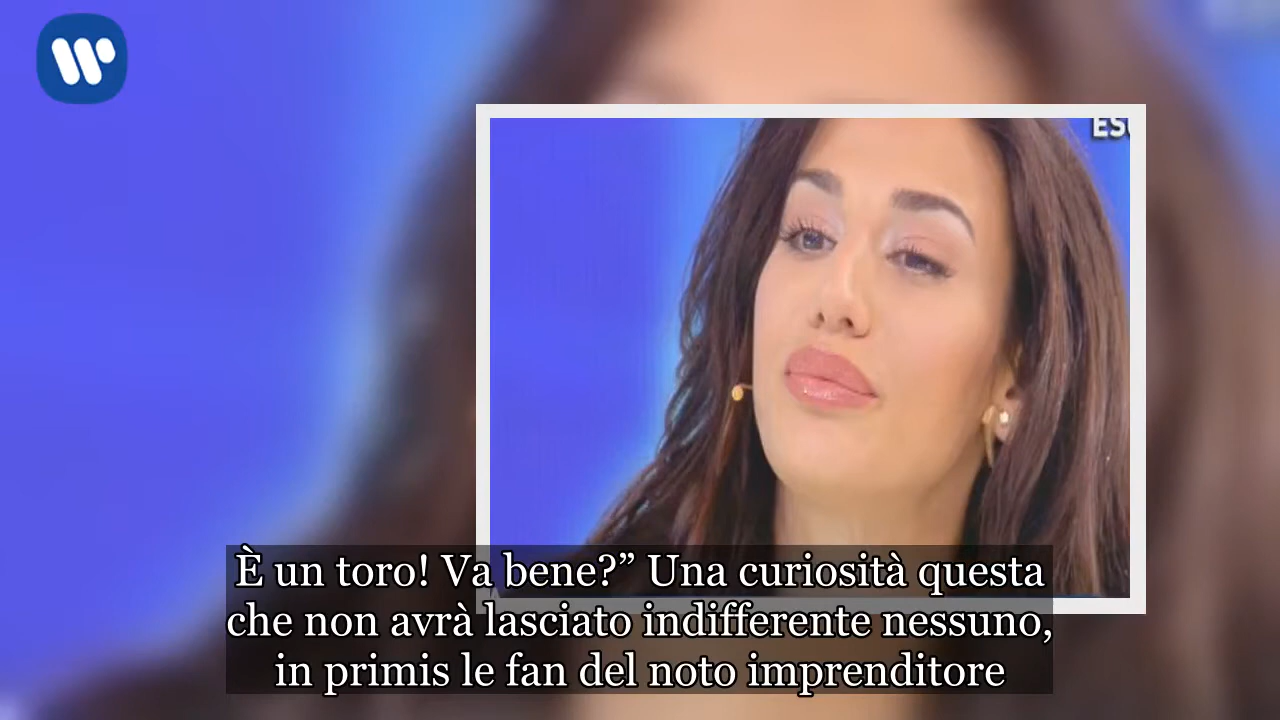 ES
È un toro! Va bene?” Una curiosità questa
che non avrà lasciato indifferente nessuno,
in primis le fan del noto imprenditore